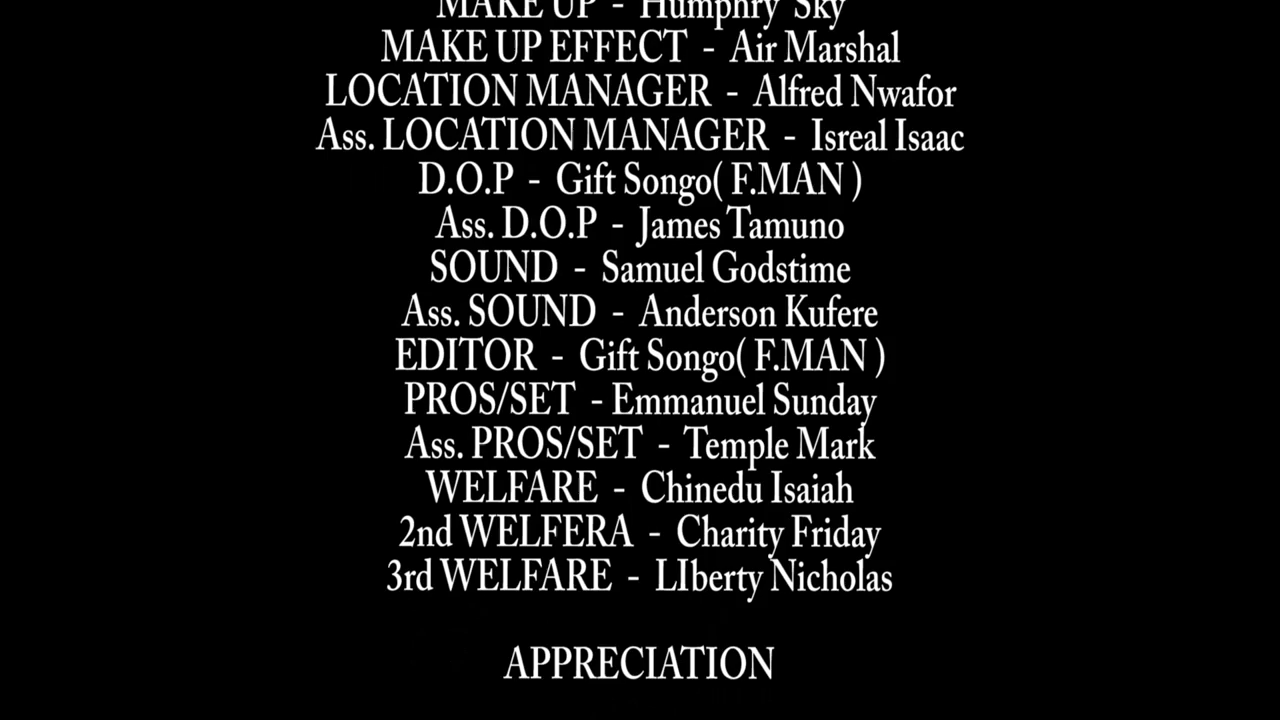 MAKE UP - Humphry Sky
MAKE UP EFFECT - Air Marshal
LOCATION MANAGER - Alfred Nwafor
Ass. LOCATION MANAGER - Isreal Isaac
D.O.P - Gift Songo( F.MAN )
Ass. D.O.P - James Tamuno
SOUND - Samuel Godstime
Ass. SOUND - Anderson Kufere
EDITOR - Gift Songo( F.MAN )
PROS/SET - Emmanuel Sunday
Ass. PROS/SET - Temple Mark
WELFARE - Chinedu Isaiah
2nd WELFERA - Charity Friday
3rd WELFARE - LIberty Nicholas
APPRECIATION